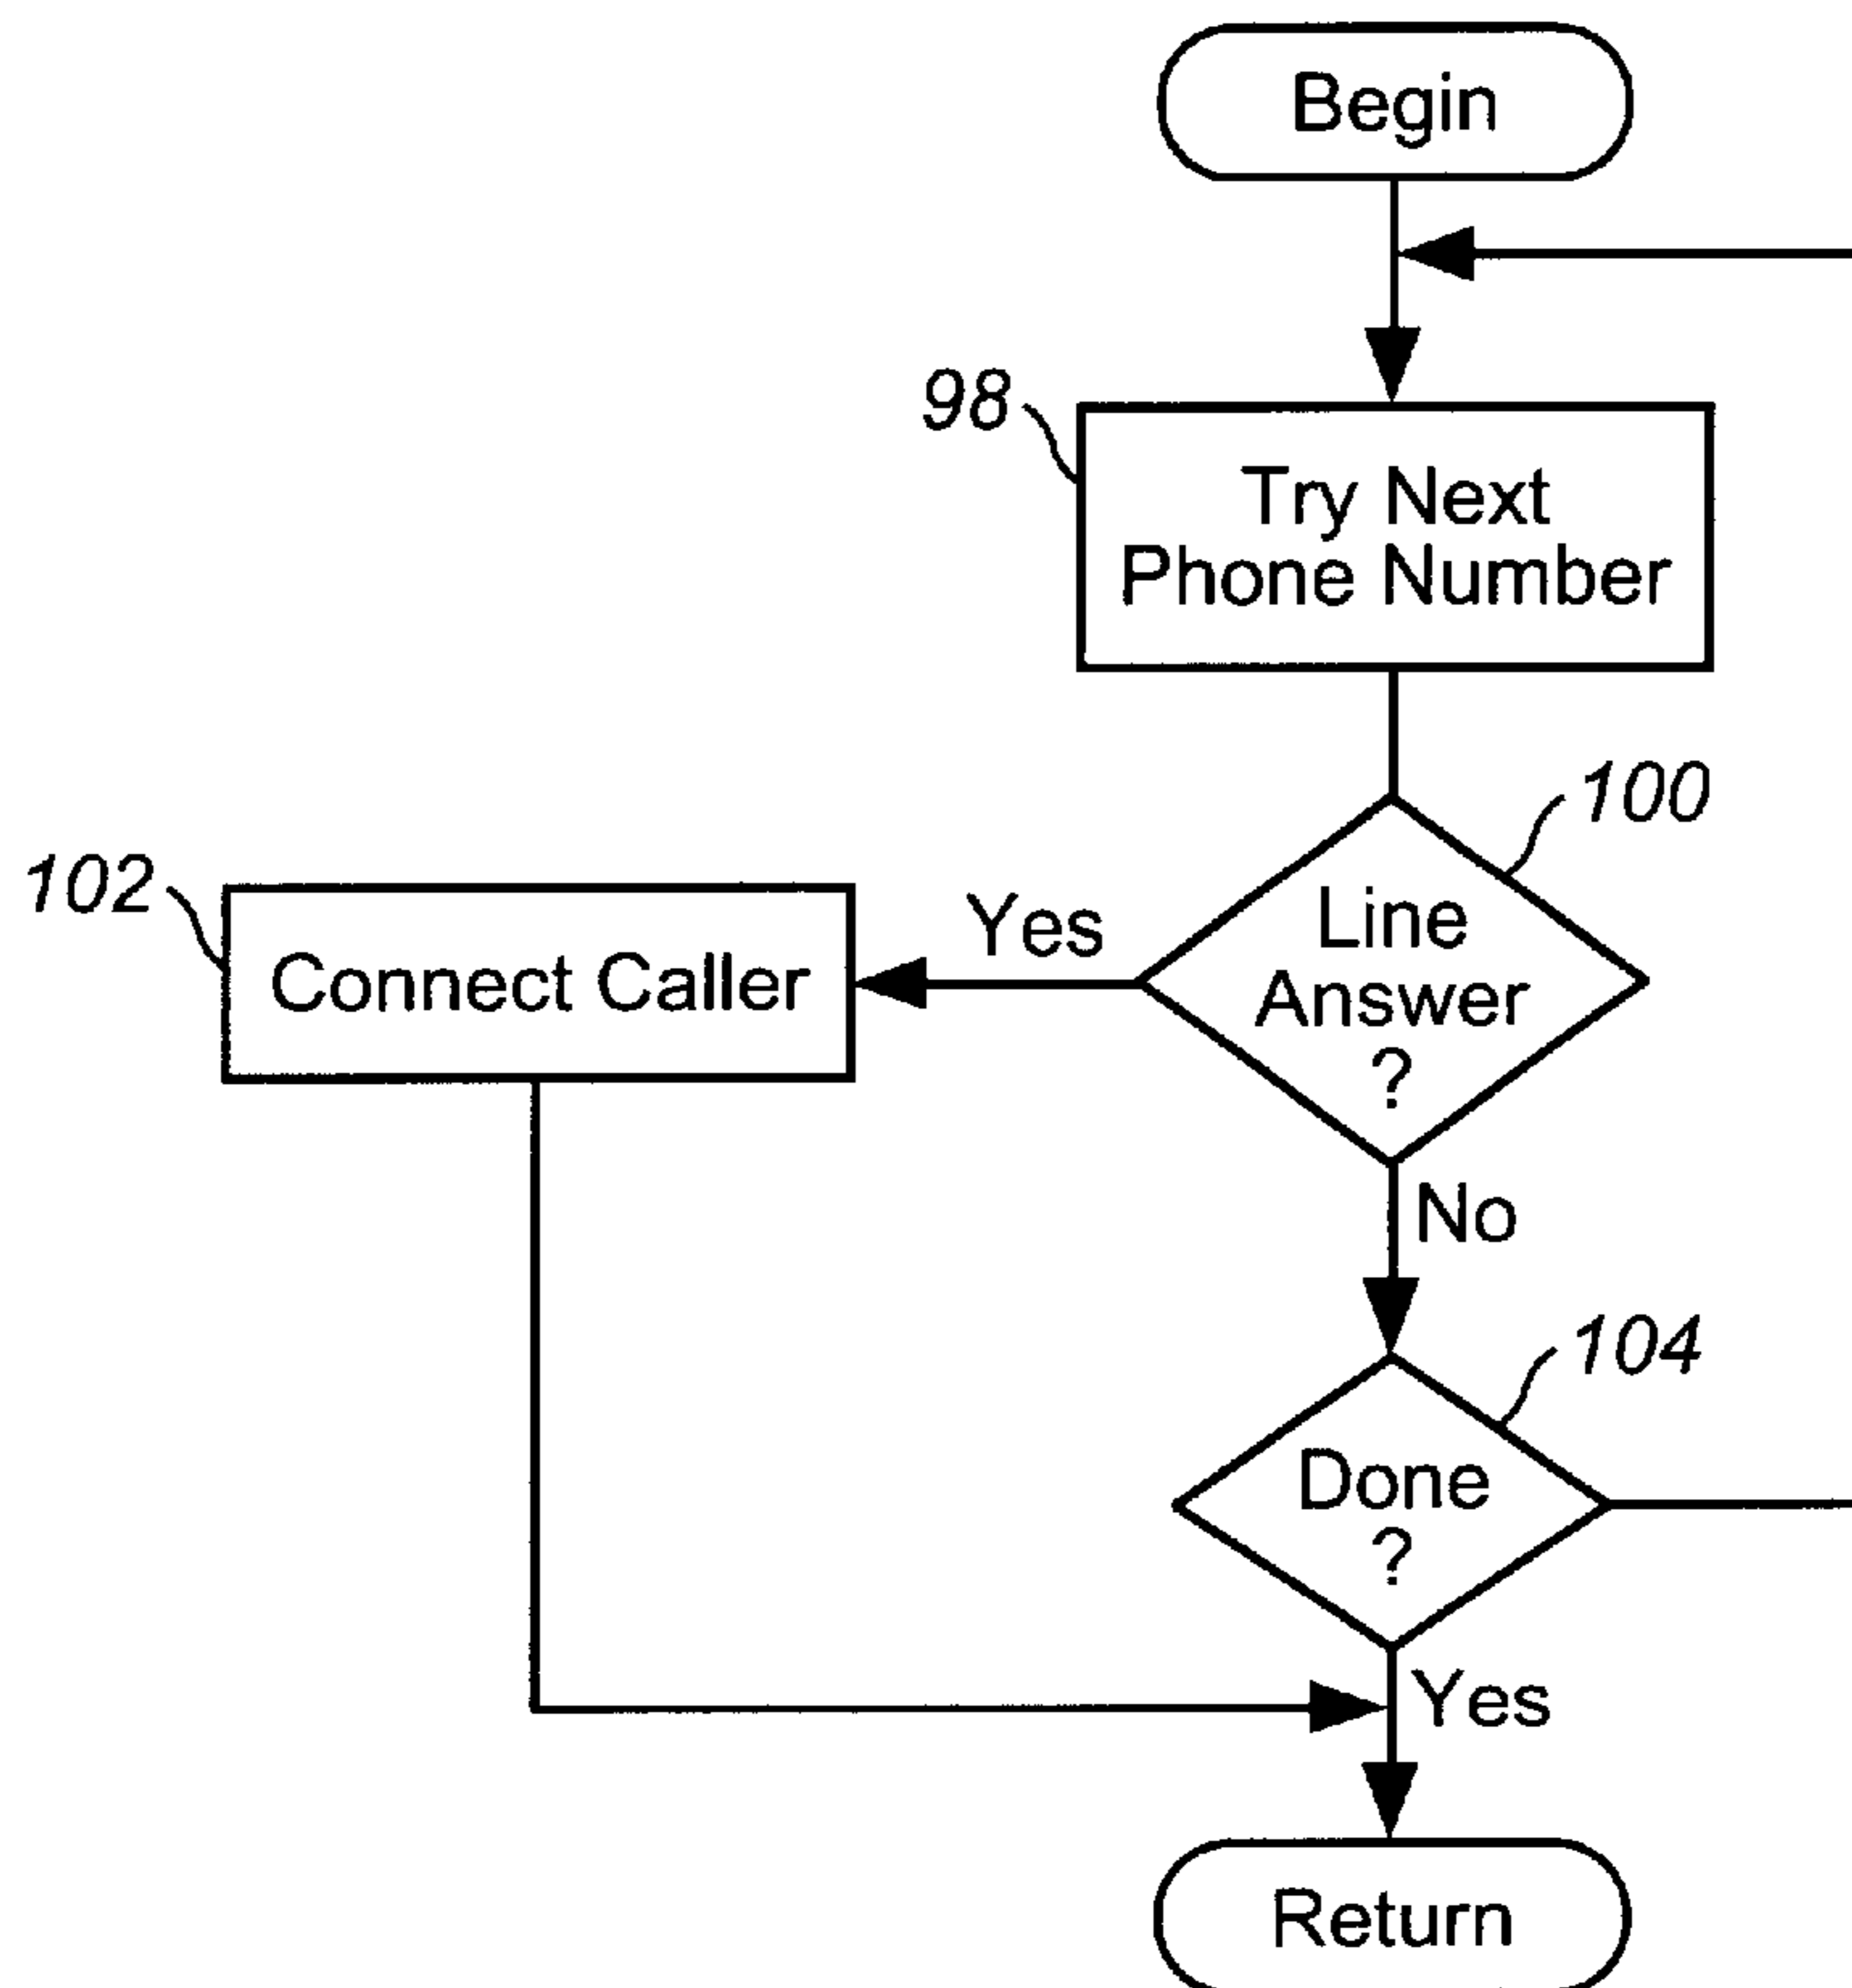 Begin
98
Try Next
Phone Number
100
Line
Answer
?
Yes
102
Connect Caller
No
104
Done
?
Yes
Return